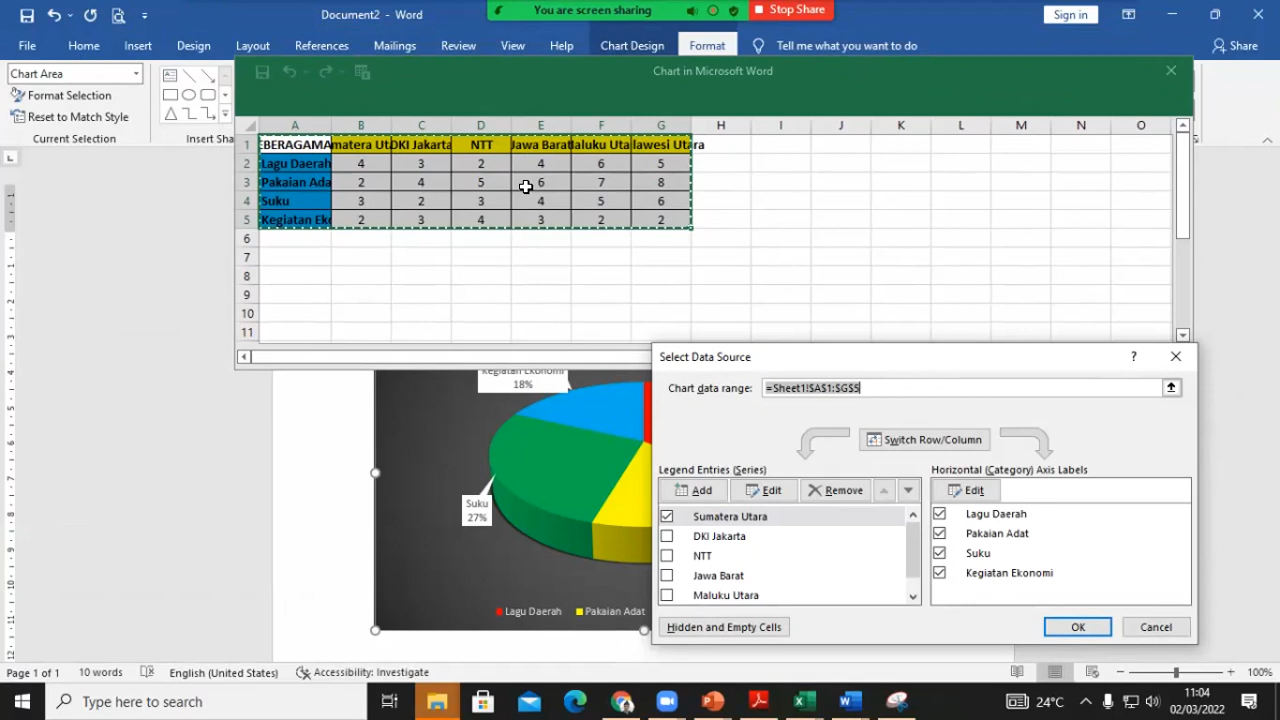 Document2 - Word
You are screen sharing
Stop Share
Sign in
File Home Insert Design Layout References Mailings Review View Help Chart Design Format Tell me what you want to do Share
Chart Area
Format Selection
Reset to Match Style
Current Selection
Insert Sha
Chart in Microsoft Word
A B C D E F G H I J K L M N O
1 BERAGAMA matera Uta DKI Jakarta NTT Jawa Barat aluku Uta lawesi Utara
2 Lagu Daerah 4 3 2 4 6 5
3 Pakaian Ada 2 4 5 6 7 8
4 Suku 3 2 3 4 5 6
5 Kegiatan Eko 2 3 4 3 2 2
6
7
8
9
10
11
Kegiatan Ekonomi
18%
Suku
27%
Lagu Daerah Pakaian Adat
Select Data Source
?
Chart data range: =Sheet1!$A$1:$G$5
Switch Row/Column
Legend Entries (Series)
Add Edit Remove
Sumatera Utara
DKI Jakarta
NTT
Jawa Barat
Maluku Utara
Horizontal (Category) Axis Labels
Edit
Lagu Daerah
Pakaian Adat
Suku
Kegiatan Ekonomi
Hidden and Empty Cells
OK Cancel
Page 1 of 1 10 words English (United States) Accessibility: Investigate 100%
Type here to search
24°C
11:04
02/03/2022